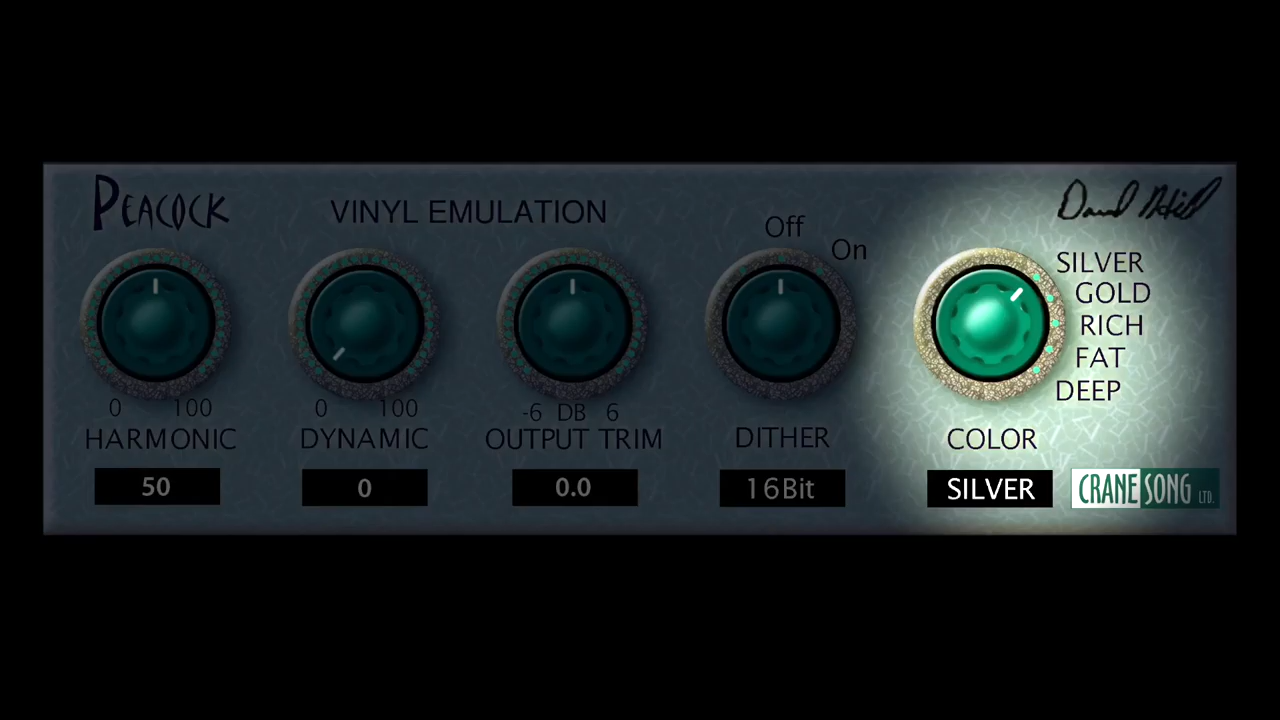 PEACOCK
VINYL EMULATION
Off
On
SILVER
GOLD
RICH
FAT
DEEP
0 100
0 100
-6 DB 6
HARMONIC
DYNAMIC
OUTPUT TRIM
DITHER
COLOR
50
0
0.0
16Bit
SILVER
CRANE SONG LTD.